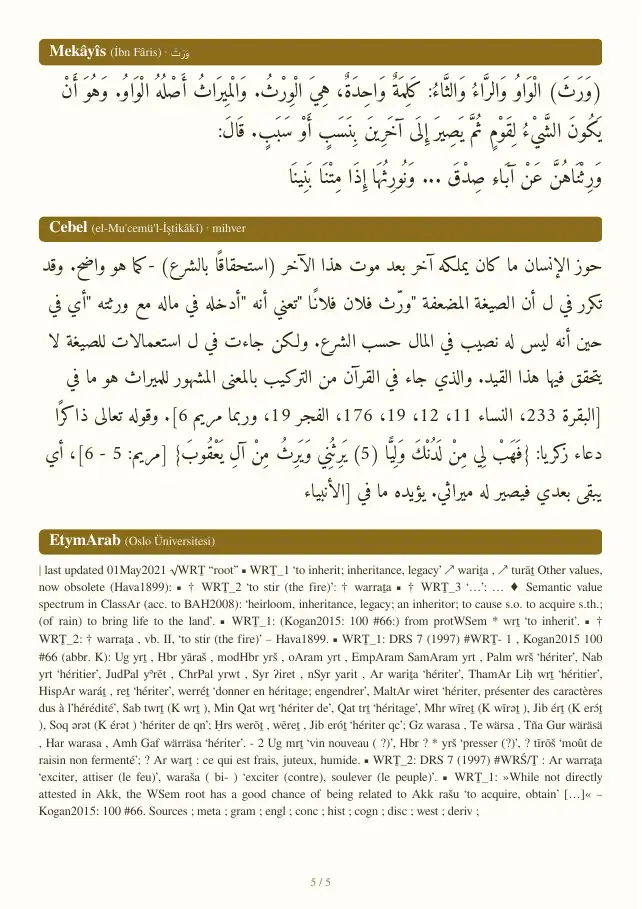 Mekâyîs (İbn Fâris) · وَرَثَ
(وَرَثَ) الْوَاوُ وَالرَّاءُ وَالثَّاءُ: كَلِمَةٌ وَاحِدَةٌ، هِيَ الْوِرْثُ. وَالْمِيرَاثُ أَصْلُهُ الْوَاوُ. وَهُوَ أَنْ
يَكُونَ الشَّيْءُ لِقَوْمٍ ثُمَّ يَصِيرَ إِلَى آخَرِينَ بِنَسَبٍ أَوْ سَبَبٍ. قَالَ:
وَرِثْنَاهُنَّ عَنْ آبَاءِ صِدْقٍ ... وَنُورِثُهَا إِذَا مِتْنَا بَنِينَا
Cebel (el-Mu'cemü'l-İştikâkî) · mihver
حوز الإنسان ما كان يملكه آخر بعد موت هذا الآخر (استحقاقًا بالشرع) -كما هو واضح. وقد
تكرر في ل أن الصيغة المضعفة "ورّث فلان فلانًا "تعني أنه "أدخله في ماله مع ورثته "أي في
حين أنه ليس له نصيب في المال حسب الشرع. ولكن جاءت في ل استعمالات للصيغة لا
يتحقق فيها هذا القيد. والذي جاء في القرآن من التركيب بالمعنى المشهور للميراث هو ما في
[البقرة 233، النساء 11، 12، 19، 176، الفجر 19، وربما مريم 6]. وقوله تعالى ذاكرًا
دعاء زكريا: {فَهَبْ لِي مِنْ لَدُنْكَ وَلِيًّا (5) يَرِثُنِي وَيَرِثُ مِنْ آلِ يَعْقُوبَ} [مريم: 5 - 6]، أي
يبقى بعدي فيصير له ميراثي. يؤيده ما في [الأنبياء
EtymArab (Oslo Üniversitesi)
| last updated 01May2021 √WRṮ “root” ▪ WRṮ_1 ‘to inherit; inheritance, legacy’ ↗ wariṯa , ↗ turāṯ Other values,
now obsolete (Hava1899): ▪ † WRṮ_2 ‘to stir (the fire)’: † warraṯa ▪ † WRṮ_3 ‘…’: … ♦ Semantic value
spectrum in ClassAr (acc. to BAH2008): ‘heirloom, inheritance, legacy; an inheritor; to cause s.o. to acquire s.th.;
(of rain) to bring life to the land’. ▪ WRṮ_1: (Kogan2015: 100 #66:) from protWSem * wrṯ ‘to inherit’. ▪ †
WRṮ_2: † warraṯa , vb. II, ‘to stir (the fire)’ – Hava1899. ▪ WRṮ_1: DRS 7 (1997) #WRṮ- 1 , Kogan2015 100
#66 (abbr. K): Ug yrṯ , Hbr yāraš , modHbr yrš , oAram yrt , EmpAram SamAram yrt , Palm wrš ‘hériter’, Nab
yrt ‘héritier’, JudPal yᵊrēt , ChrPal yrwt , Syr ʔiret , nSyr yarit , Ar wariṯa ‘hériter’, ThamAr Liḥ wrṯ ‘héritier’,
HispAr waráṯ , reṯ ‘hériter’, werréṯ ‘donner en héritage; engendrer’, MaltAr wiret ‘hériter, présenter des caractères
dus à l’hérédité’, Sab twrṯ (K wrṯ ), Min Qat wrṯ ‘hériter de’, Qat trṯ ‘héritage’, Mhr wīreṯ (K wīrəṯ ), Jib ɛ́rṯ (K ɛrɔ́ṯ
), Soq ərət (K érət ) ‘hériter de qn’; Ḥrs werōṯ , wēreṯ , Jib eróṯ ‘hériter qc’; Gz warasa , Te wärsa , Tña Gur wäräsä
, Har warasa , Amh Gaf wärräsa ‘hériter’. - 2 Ug mrṯ ‘vin nouveau ( ?)’, Hbr ? * yrš ‘presser (?)’, ? tīrōš ‘moût de
raisin non fermenté’; ? Ar warṯ : ce qui est frais, juteux, humide. ▪ WRṮ_2: DRS 7 (1997) #WRŚ/Ṯ : Ar warraṯa
‘exciter, attiser (le feu)’, waraša ( bi- ) ‘exciter (contre), soulever (le peuple)’. ▪ WRṮ_1: »While not directly
attested in Akk, the WSem root has a good chance of being related to Akk rašu ‘to acquire, obtain’ […]« –
Kogan2015: 100 #66. Sources ; meta ; gram ; engl ; conc ; hist ; cogn ; disc ; west ; deriv ;
5 / 5